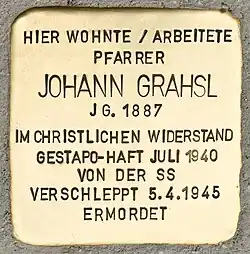 HIER WOHNTE / ARBEITETE
PFARRER
JOHANN GRAHSL
JG. 1887
IM CHRISTLICHEN WIDERSTAND
GESTAPO-HAFT JULI 1940
VON DER SS
VERSCHLEPPT 5.4.1945
ERMORDET